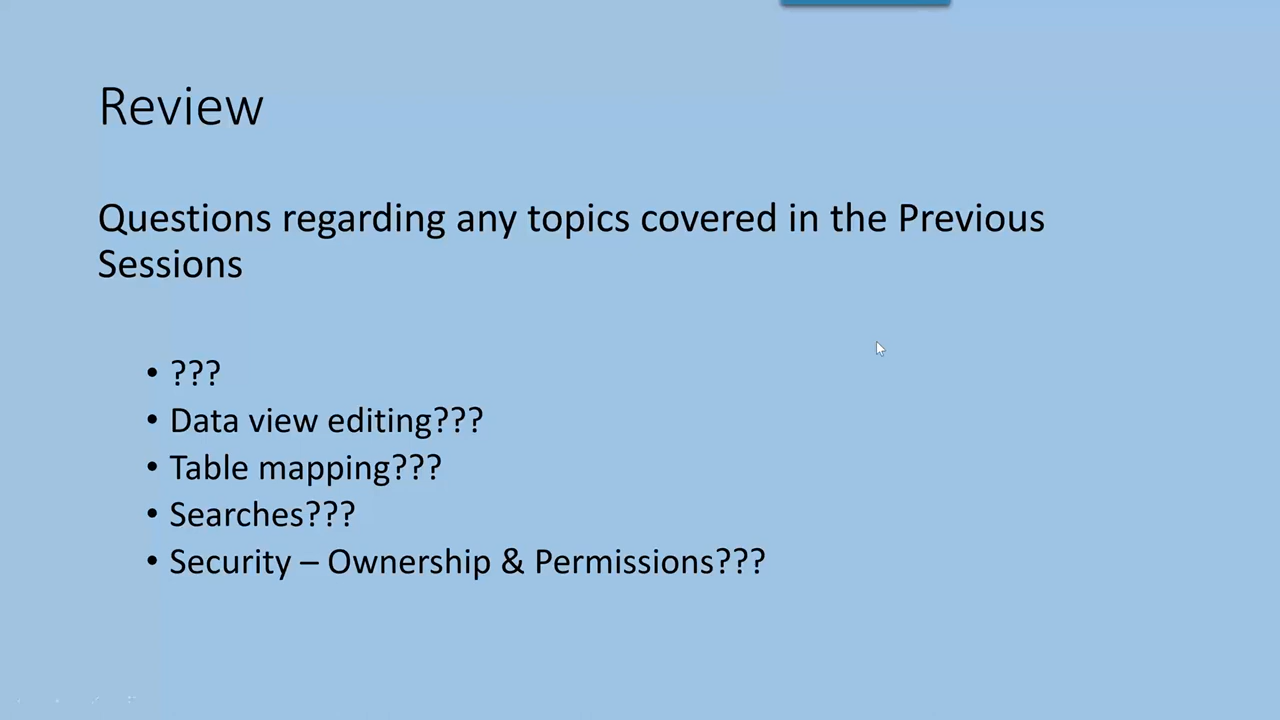 Review
Questions regarding any topics covered in the Previous
Sessions
• ???
• Data view editing???
• Table mapping???
• Searches???
• Security – Ownership & Permissions???